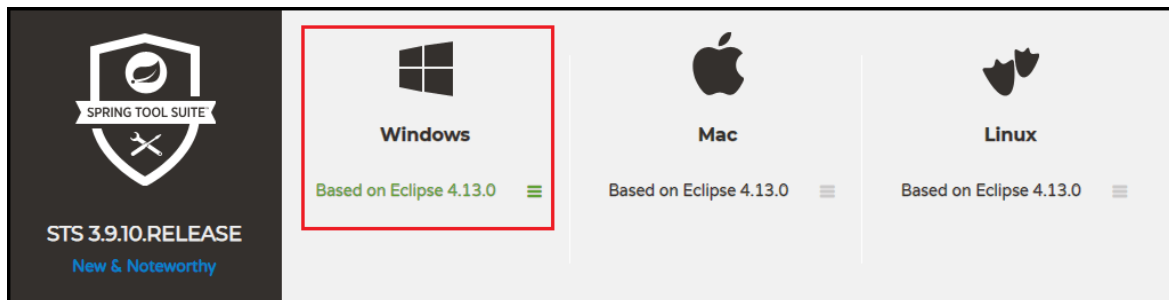 SPRING TOOL SUITE™
STS 3.9.10.RELEASE
New & Noteworthy
Windows
Based on Eclipse 4.13.0
Mac
Based on Eclipse 4.13.0
Linux
Based on Eclipse 4.13.0